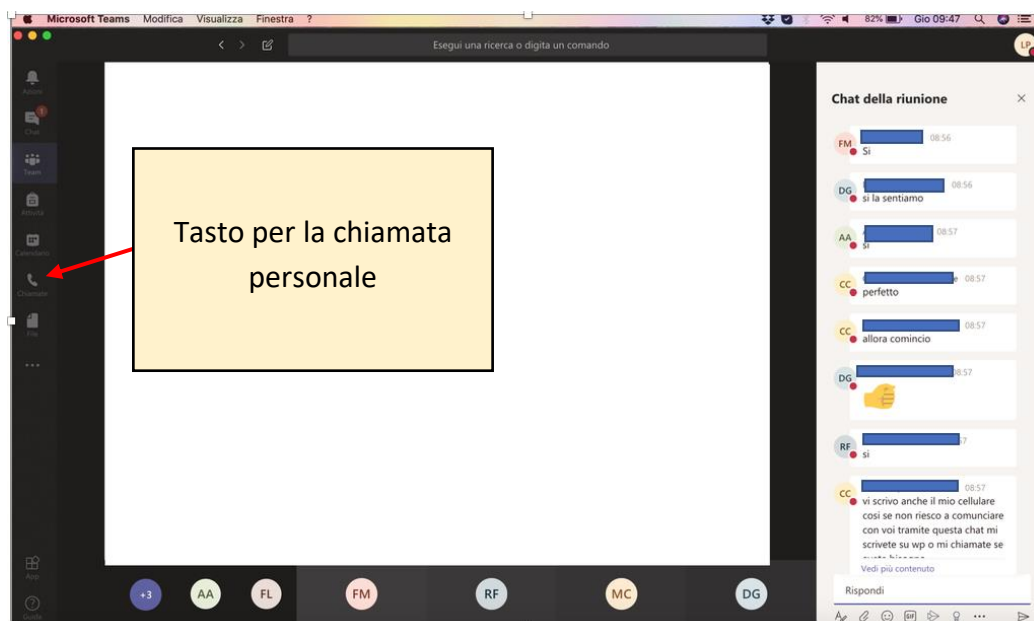 Microsoft Teams Modifica Visualizza Finestra ?
82% Gio 09:47
Esegui una ricerca o digita un comando
LP
Attività
Chat
1
Team
Attività
Calendario
Chiamate
File
App
Guida
Tasto per la chiamata
personale
+3
AA
FL
FM
RF
MC
DG
Chat della riunione
FM
08:56
Si
DG
08:56
si la sentiamo
AA
08:57
si
CC
e 08:57
perfetto
CC
08:57
allora comincio
DG
08:57
RF
si
CC
08:57
vi scrivo anche il mio cellulare
cosi se non riesco a comunciare
con voi tramite questa chat mi
scrivete su wp o mi chiamate se
Vedi più contenuto
Rispondi
GIF